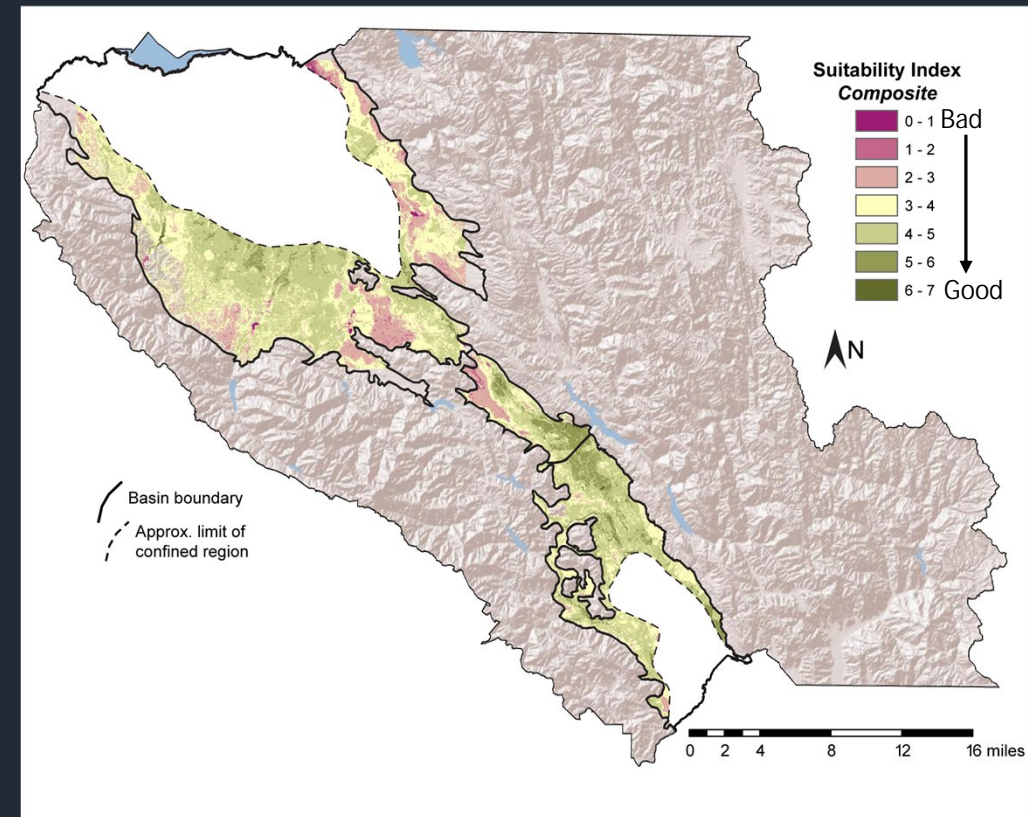 Suitability Index
Composite
0 - 1 Bad
1 - 2
2 - 3
3 - 4
4 - 5
5 - 6
6 - 7 Good
N
Basin boundary
Approx. limit of
confined region
0 2 4 8 12 16 miles